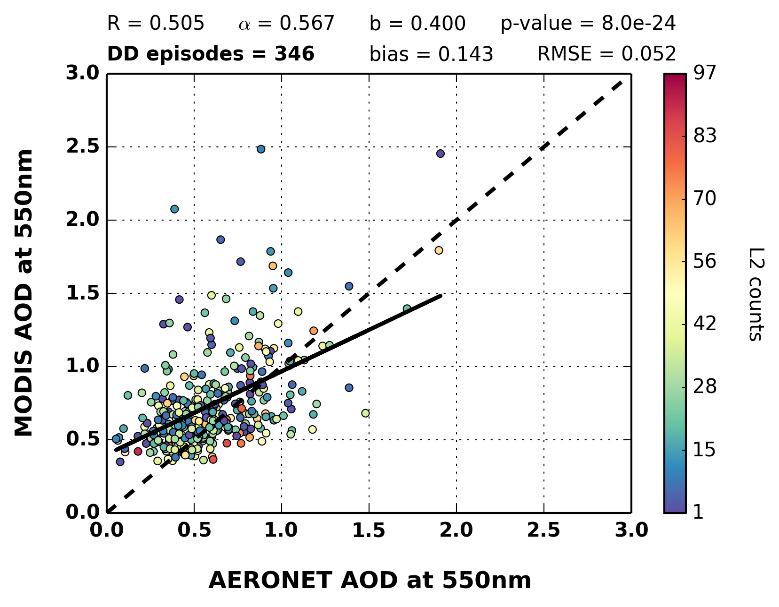 R = 0.505 α = 0.567 b = 0.400 p-value = 8.0e-24
DD episodes = 346 bias = 0.143 RMSE = 0.052
3.0
2.5
2.0
1.5
1.0
0.5
0.0
MODIS AOD at 550nm
0.0 0.5 1.0 1.5 2.0 2.5 3.0
AERONET AOD at 550nm
97
83
70
56
42
28
15
1
L2 counts